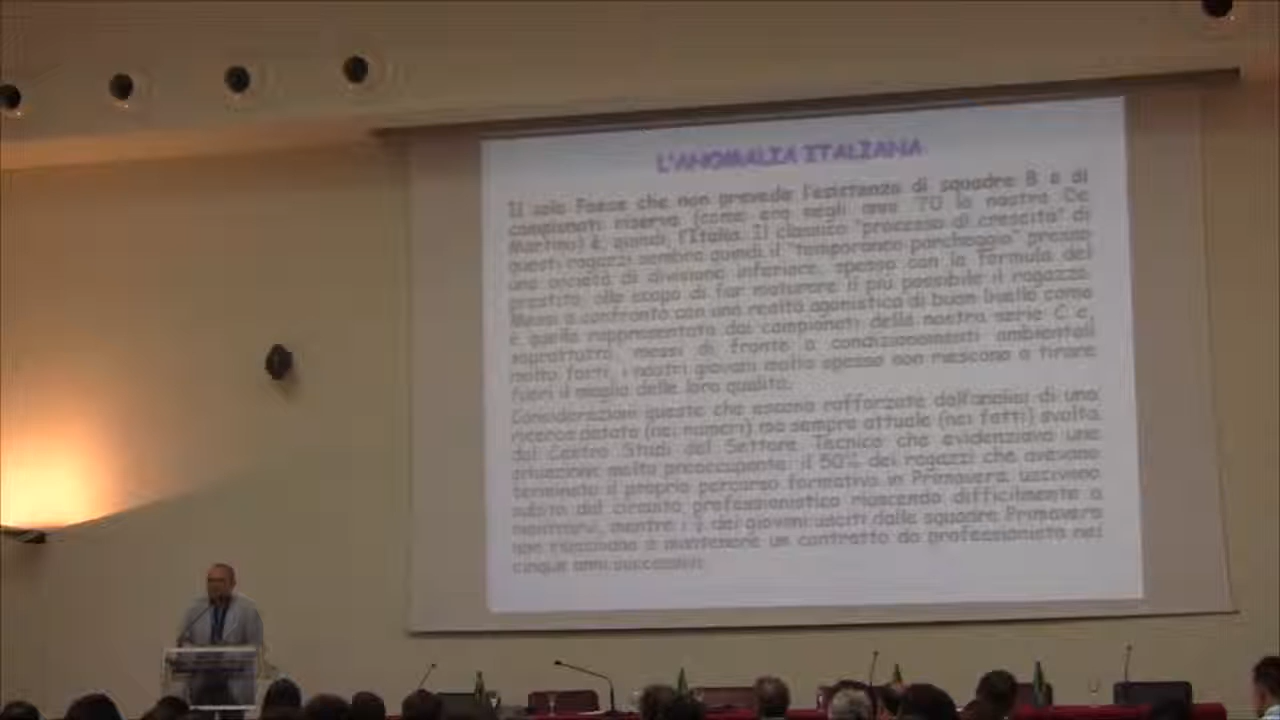 L'ANOMALIA ITALIANA
Il solo Paese che non prevede l'esistenza di squadre B e di
campionati riserva (come era negli anni '70 la nostra De
Martino) è, quindi, l'Italia. Il classico "processo di crescita" di
questi ragazzi sembra quindi il "temporaneo parcheggio" presso
una società di divisione inferiore, spesso con la formula del
prestito, allo scopo di far maturare il più possibile il ragazzo.
Messi a confronto con una realtà agonistica di buon livello come
è quella rappresentata dai campionati della nostra serie C e,
soprattutto, messi di fronte a condizionamenti ambientali
molto forti, i nostri giovani molto spesso non riescono a tirare
fuori il meglio delle loro qualità.
Considerazioni queste che escono rafforzate dall'analisi di una
ricerca datata (nei numeri) ma sempre attuale (nei fatti) svolta
dal Centro Studi del Settore Tecnico che evidenziava una
situazione molto preoccupante: il 50% dei ragazzi che avevano
terminato il proprio percorso formativo in Primavera, uscivano
subito dal circuito professionistico riuscendo difficilmente a
rientrarvi, mentre i dei giovani usciti dalle squadre Primavera
non riuscivano a mantenere un contratto da professionista nei
cinque anni successivi.